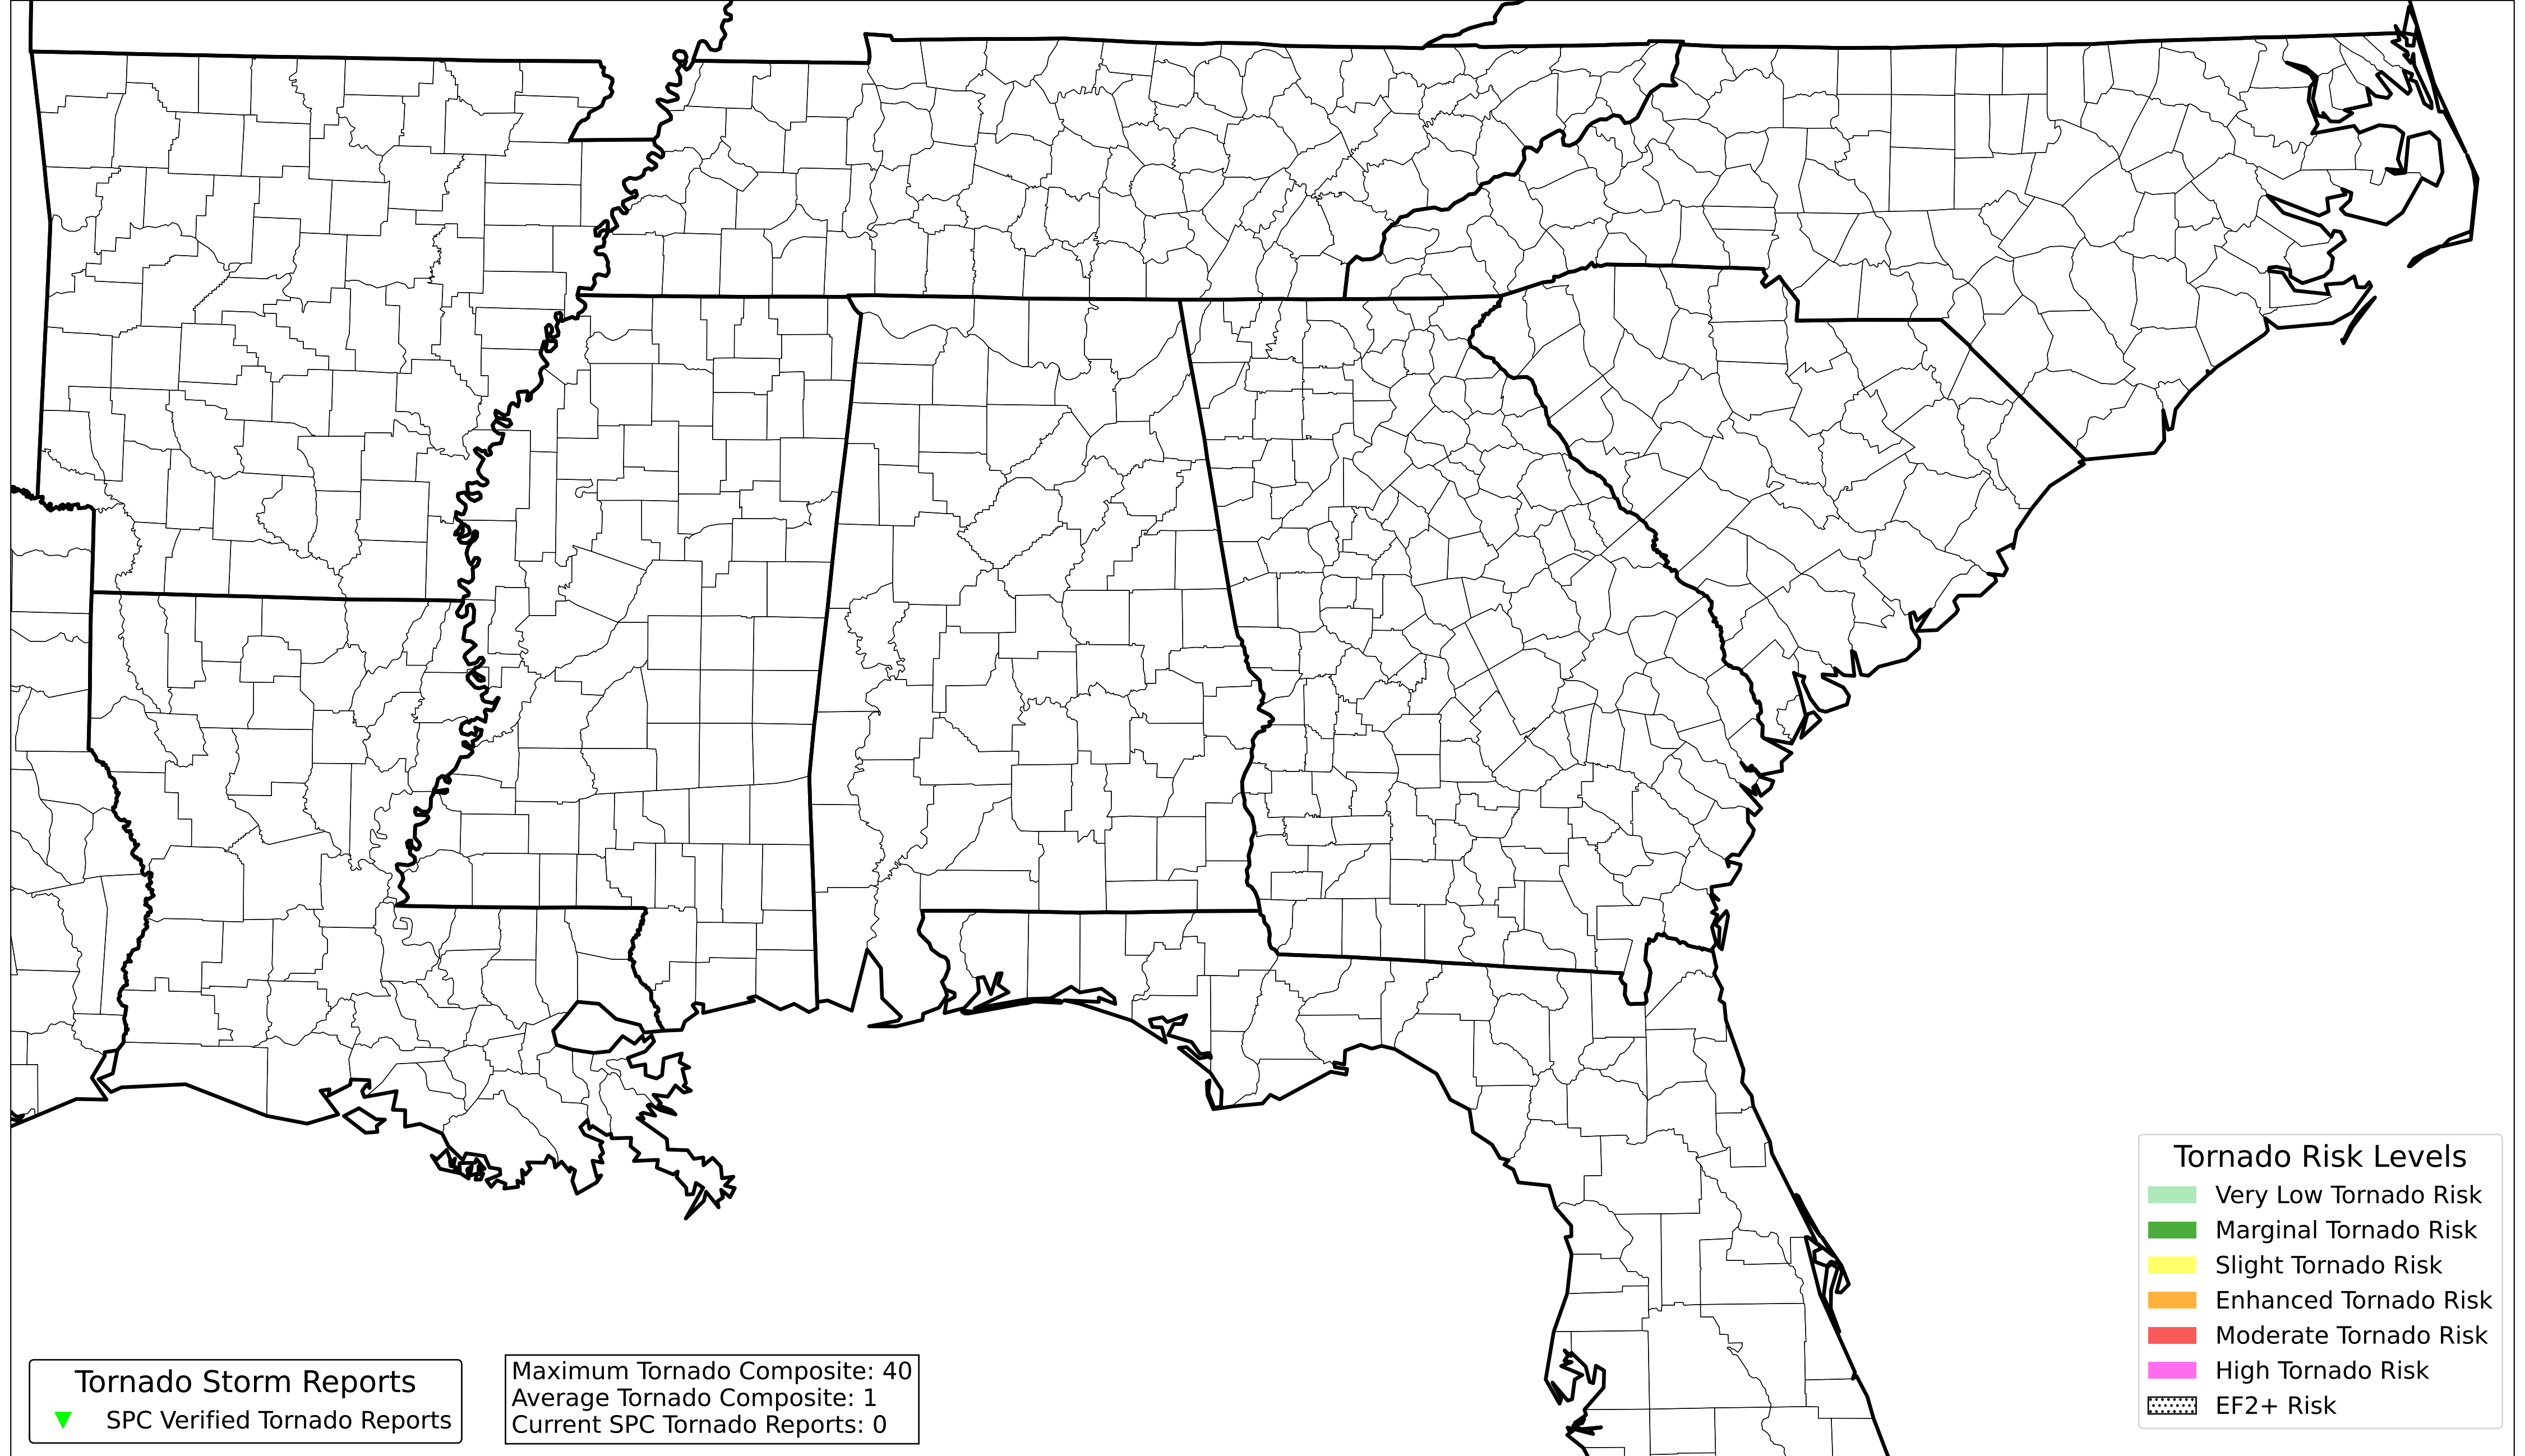 Tornado Storm Reports
SPC Verified Tornado Reports
Maximum Tornado Composite: 40
Average Tornado Composite: 1
Current SPC Tornado Reports: 0
Tornado Risk Levels
Very Low Tornado Risk
Marginal Tornado Risk
Slight Tornado Risk
Enhanced Tornado Risk
Moderate Tornado Risk
High Tornado Risk
EF2+ Risk